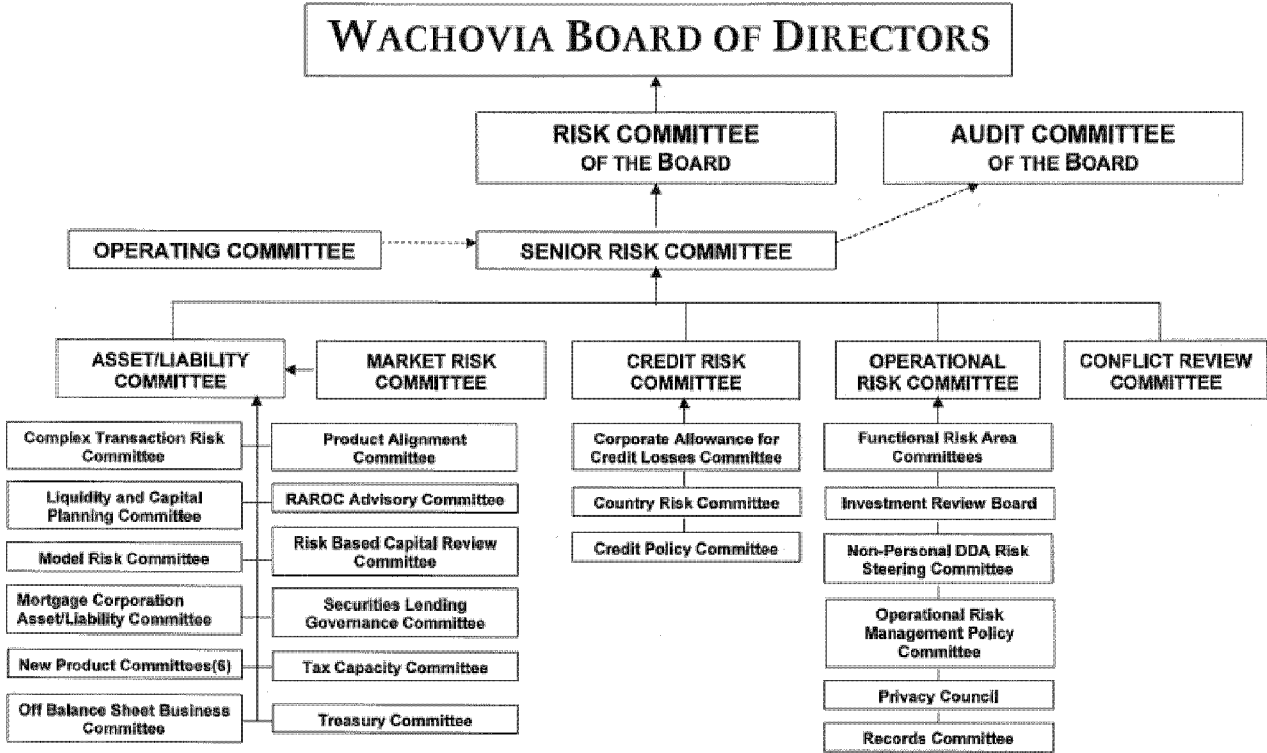 WACHOVIA BOARD OF DIRECTORS
RISK COMMITTEE
OF THE BOARD
AUDIT COMMITTEE
OF THE BOARD
OPERATING COMMITTEE
SENIOR RISK COMMITTEE
ASSET/LIABILITY
COMMITTEE
MARKET RISK
COMMITTEE
CREDIT RISK
COMMITTEE
OPERATIONAL
RISK COMMITTEE
CONFLICT REVIEW
COMMITTEE
Complex Transaction Risk
Committee
Liquidity and Capital
Planning Committee
Model Risk Committee
Mortgage Corporation
Asset/Liability Committee
New Product Committees(6)
Off Balance Sheet Business
Committee
Product Alignment
Committee
RAROC Advisory Committee
Risk Based Capital Review
Committee
Securities Lending
Governance Committee
Tax Capacity Committee
Treasury Committee
Corporate Allowance for
Credit Losses Committee
Country Risk Committee
Credit Policy Committee
Functional Risk Area
Committees
Investment Review Board
Non-Personal DDA Risk
Steering Committee
Operational Risk
Management Policy
Committee
Privacy Council
Records Committee